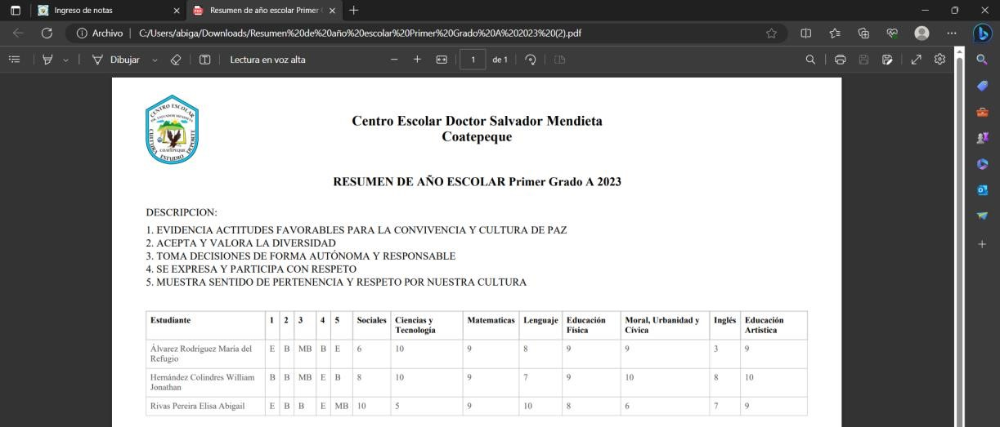 Ingreso de notas
Resumen de año escolar Primer
Archivo
C:/Users/abiga/Downloads/Resumen%20de%20año%20escolar%20Primer%20Grado%20A%202023%20(2).pdf
Dibujar
Lectura en voz alta
1
de 1
CENTRO ESCOLAR
DR. SALVADOR MENDIETA
COATEPEQUE
CULTURA ESTUDIO DEPORTE
Centro Escolar Doctor Salvador Mendieta
Coatepeque
RESUMEN DE AÑO ESCOLAR Primer Grado A 2023
DESCRIPCION:
1. EVIDENCIA ACTITUDES FAVORABLES PARA LA CONVIVENCIA Y CULTURA DE PAZ
2. ACEPTA Y VALORA LA DIVERSIDAD
3. TOMA DECISIONES DE FORMA AUTÓNOMA Y RESPONSABLE
4. SE EXPRESA Y PARTICIPA CON RESPETO
5. MUESTRA SENTIDO DE PERTENENCIA Y RESPETO POR NUESTRA CULTURA
Estudiante 1 2 3 4 5 Sociales Ciencias y Tecnología Matematicas Lenguaje Educación Física Moral, Urbanidad y Cívica Inglés Educación Artistica
Álvarez Rodríguez María del Refugio E B MB B E 6 10 9 8 9 9 3 9
Hernández Colindres William Jonathan B B MB E B 8 10 9 7 9 10 8 10
Rivas Pereira Elisa Abigail E B B E MB 10 5 9 10 8 6 7 9